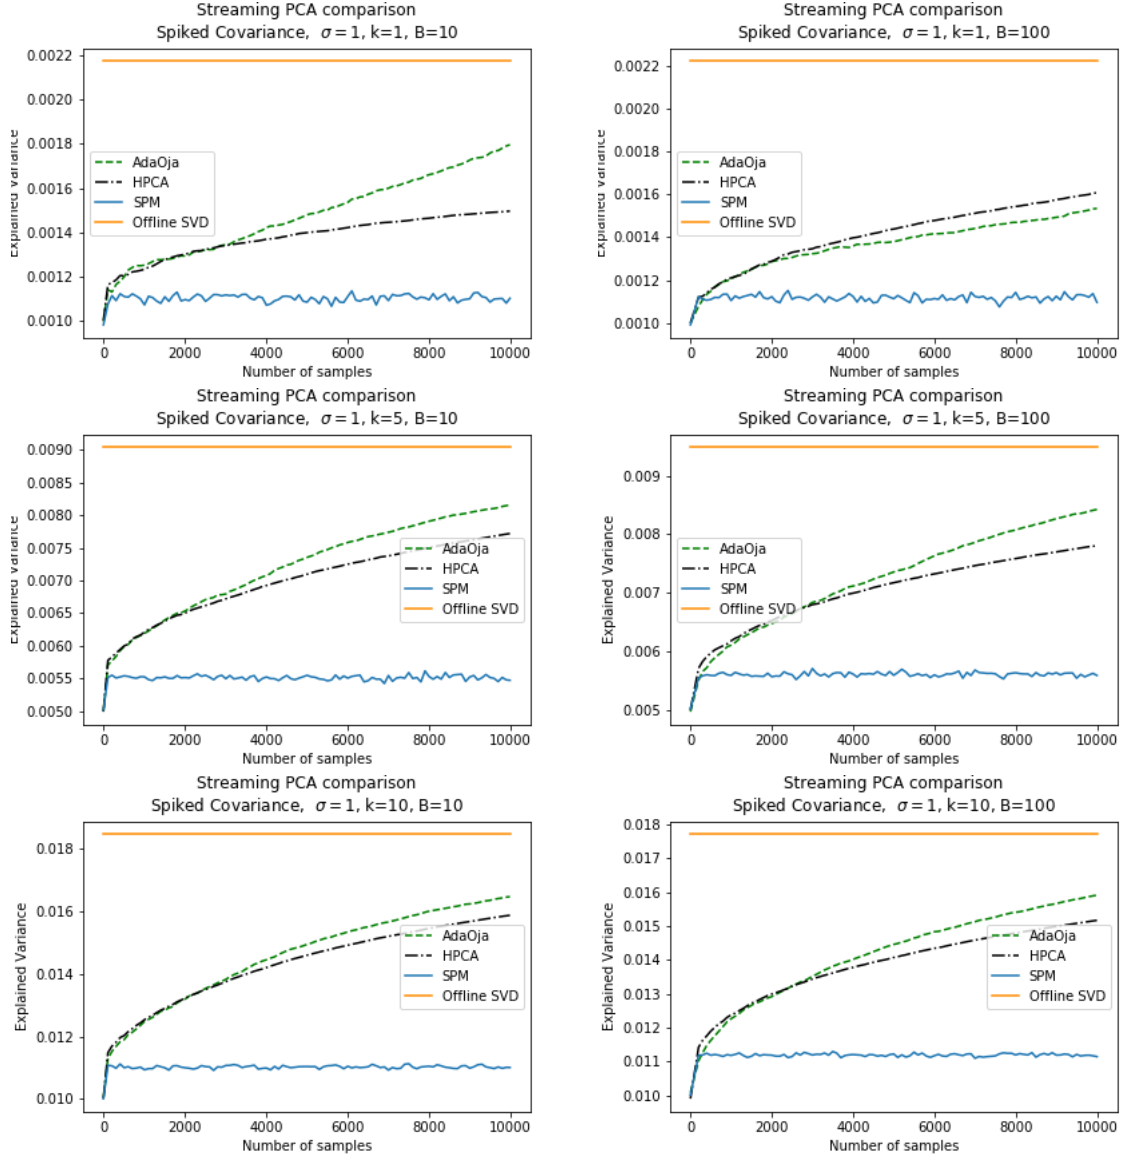 Streaming PCA comparison
Spiked Covariance, σ = 1, k=1, B=10
0.0022
0.0020
0.0018
0.0016
0.0014
0.0012
0.0010
Explained Variance
AdaOja
HPCA
SPM
Offline SVD
0 2000 4000 6000 8000 10000
Number of samples
Streaming PCA comparison
Spiked Covariance, σ = 1, k=1, B=100
0.0022
0.0020
0.0018
0.0016
0.0014
0.0012
0.0010
Explained Variance
AdaOja
HPCA
SPM
Offline SVD
0 2000 4000 6000 8000 10000
Number of samples
Streaming PCA comparison
Spiked Covariance, σ = 1, k=5, B=10
0.0090
0.0085
0.0080
0.0075
0.0070
0.0065
0.0060
0.0055
0.0050
Explained Variance
AdaOja
HPCA
SPM
Offline SVD
0 2000 4000 6000 8000 10000
Number of samples
Streaming PCA comparison
Spiked Covariance, σ = 1, k=5, B=100
0.009
0.008
0.007
0.006
0.005
Explained Variance
AdaOja
HPCA
SPM
Offline SVD
0 2000 4000 6000 8000 10000
Number of samples
Streaming PCA comparison
Spiked Covariance, σ = 1, k=10, B=10
0.018
0.016
0.014
0.012
0.010
Explained Variance
AdaOja
HPCA
SPM
Offline SVD
0 2000 4000 6000 8000 10000
Number of samples
Streaming PCA comparison
Spiked Covariance, σ = 1, k=10, B=100
0.018
0.017
0.016
0.015
0.014
0.013
0.012
0.011
0.010
Explained Variance
AdaOja
HPCA
SPM
Offline SVD
0 2000 4000 6000 8000 10000
Number of samples